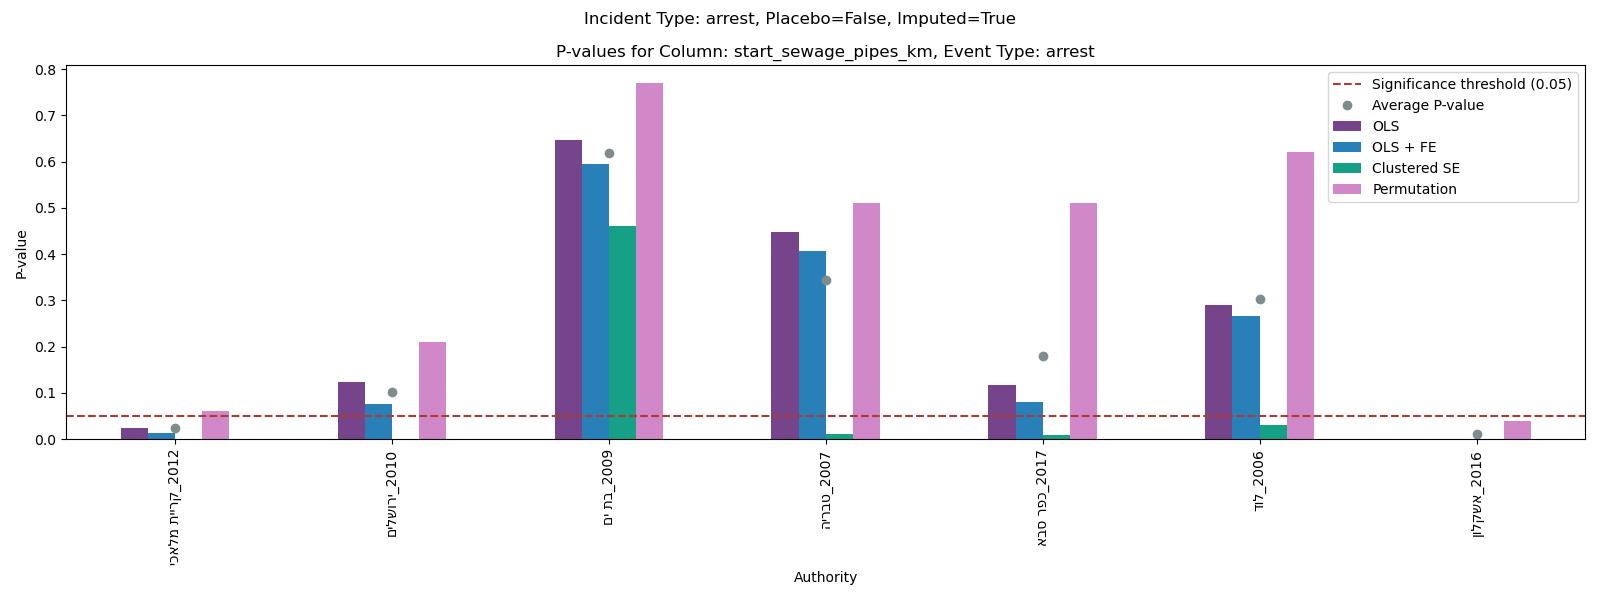 Incident Type: arrest, Placebo=False, Imputed=True
P-values for Column: start_sewage_pipes_km, Event Type: arrest
Significance threshold (0.05)
Average P-value
OLS
OLS + FE
Clustered SE
Permutation
P-value
0.8
0.7
0.6
0.5
0.4
0.3
0.2
0.1
0.0
קריית מלאכי_2012
ירושלים_2010
בת ים_2009
טבריה_2007
כפר סבא_2017
לוד_2006
אשקלון_2016
Authority